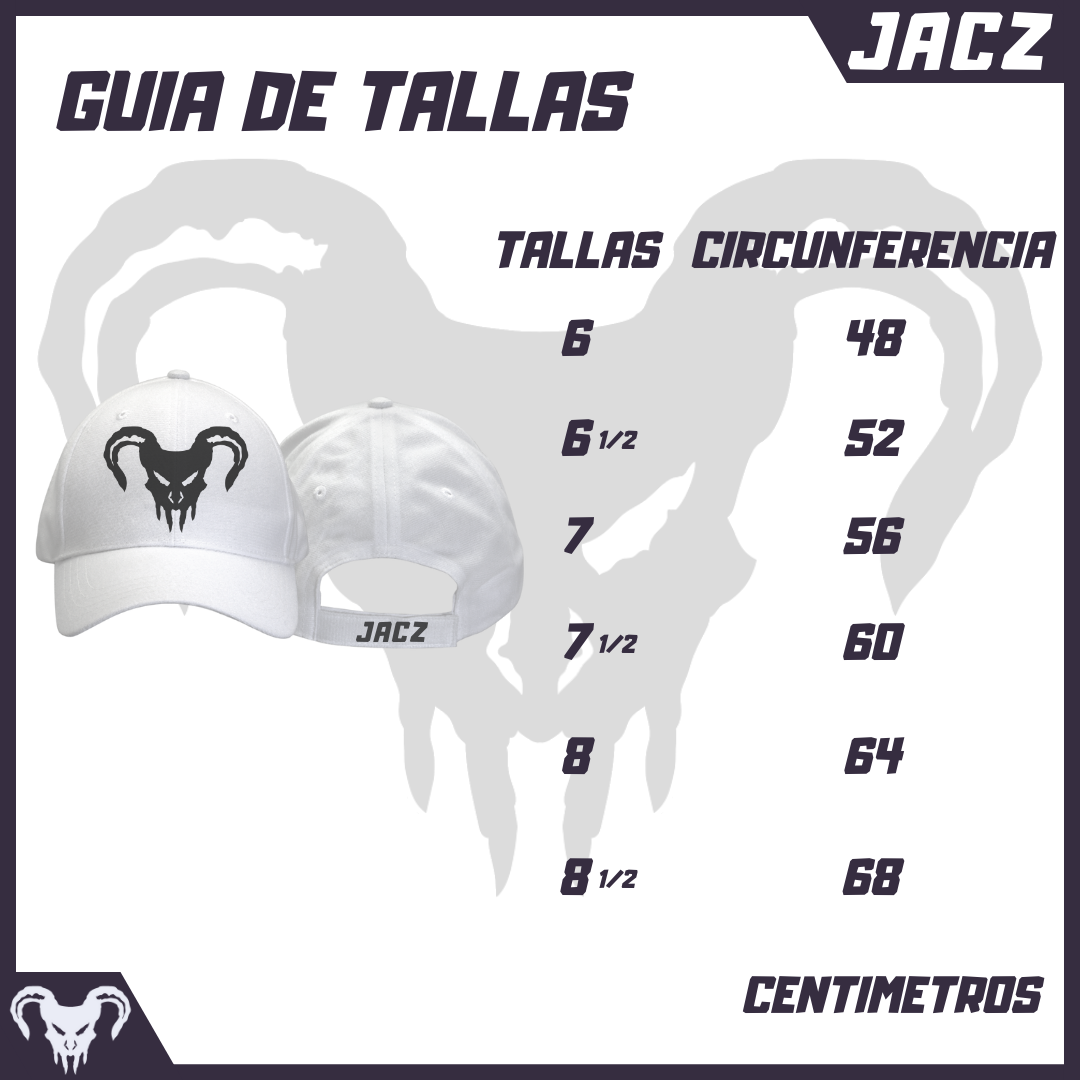 JACZ
GUIA DE TALLAS
TALLAS CIRCUNFERENCIA
6 48
6 1/2 52
7 56
7 1/2 60
JACZ
8 64
8 1/2 68
CENTIMETROS